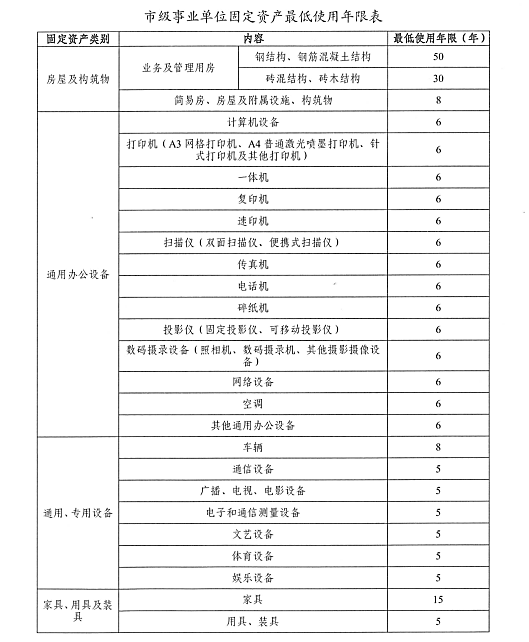 市级事业单位固定资产最低使用年限表
固定资产类别 内容 最低使用年限（年）
房屋及构筑物 业务及管理用房 钢结构、钢筋混凝土结构 50
砖混结构、砖木结构 30
简易房、房屋及附属设施、构筑物 8
通用办公设备 计算机设备 6
打印机（A3网格打印机、A4普通激光喷墨打印机、针
式打印机及其他打印机） 6
一体机 6
复印机 6
速印机 6
扫描仪（双面扫描仪、便携式扫描仪） 6
传真机 6
电话机 6
碎纸机 6
投影仪（固定投影仪、可移动投影仪） 6
数码摄录设备（照相机、数码摄录机、其他摄影摄像设
备） 6
网络设备 6
空调 6
其他通用办公设备 6
通用、专用设备 车辆 8
通信设备 5
广播、电视、电影设备 5
电子和通信测量设备 5
文艺设备 5
体育设备 5
娱乐设备 5
家具、用具及装
具 家具 15
用具、装具 5